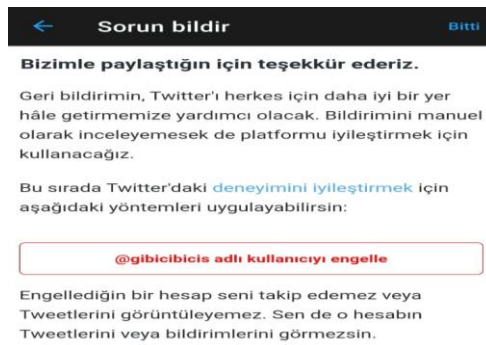 Sorun bildir
Bitti
Bizimle paylaştığın için teşekkür ederiz.
Geri bildirimin, Twitter'ı herkes için daha iyi bir yer
hâle getirmemize yardımcı olacak. Bildirimini manuel
olarak inceleyemesek de platformu iyileştirmek için
kullanacağız.
Bu sırada Twitter'daki deneyimini iyileştirmek için
aşağıdaki yöntemleri uygulayabilirsin:
@gibicibicis adlı kullanıcıyı engelle
Engellediğin bir hesap seni takip edemez veya
Tweetlerini görüntüleyemez. Sen de o hesabın
Tweetlerini veya bildirimlerini görmezsin.